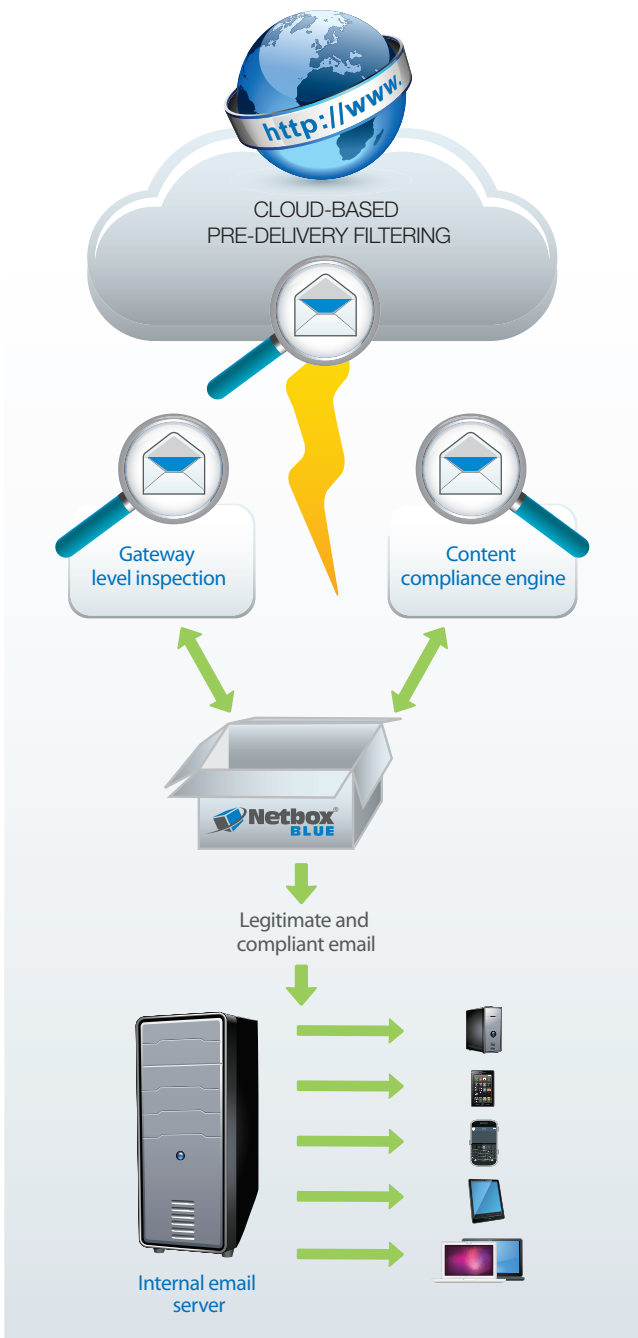 http://www.
CLOUD-BASED
PRE-DELIVERY FILTERING
Gateway
level inspection
Content
compliance engine
Netbox®
BLUE
Legitimate and
compliant email
Internal email
server